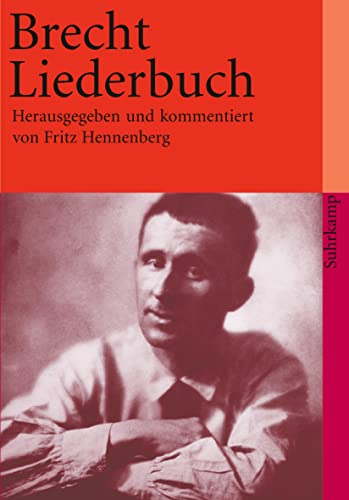 Brecht
Liederbuch
Herausgegeben und kommentiert
von Fritz Hennenberg
Suhrkamp